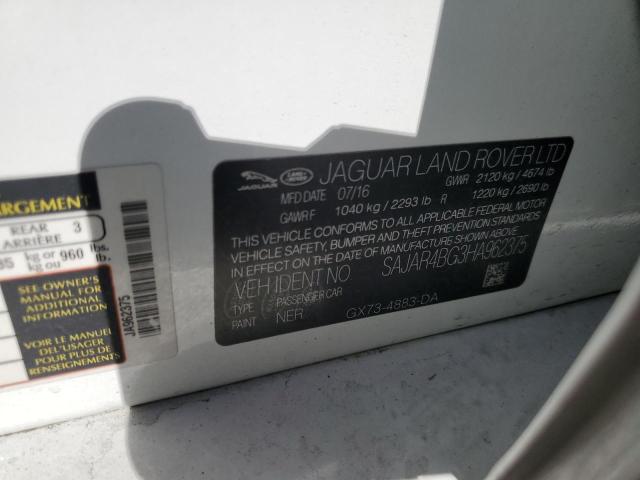 ARGEMENT
REAR 3
ARRIÈRE
kg or 960 lbs.
kg ou
SEE OWNER'S
MANUAL FOR
ADDITIONAL
INFORMATION
VOIR LE MANUEL
DE L'USAGER
POUR PLUS DE
JA962375
JAGUAR LAND-ROVER
JAGUAR LAND ROVER LTD
MFD DATE 07/16 GVWR 2120 kg / 4674 lb
GAWR F 1040 kg / 2293 lb R 1220 kg / 2690 lb
THIS VEHICLE CONFORMS TO ALL APPLICABLE FEDERAL MOTOR
VEHICLE SAFETY, BUMPER AND THEFT PREVENTION STANDARDS
IN EFFECT ON THE DATE OF MANUFACTURE SHOWN ABOVE
VEH IDENT NO SAJAR4BG3HA962375
TYPE PASSENGER CAR
PAINT NER GX73-4883-DA